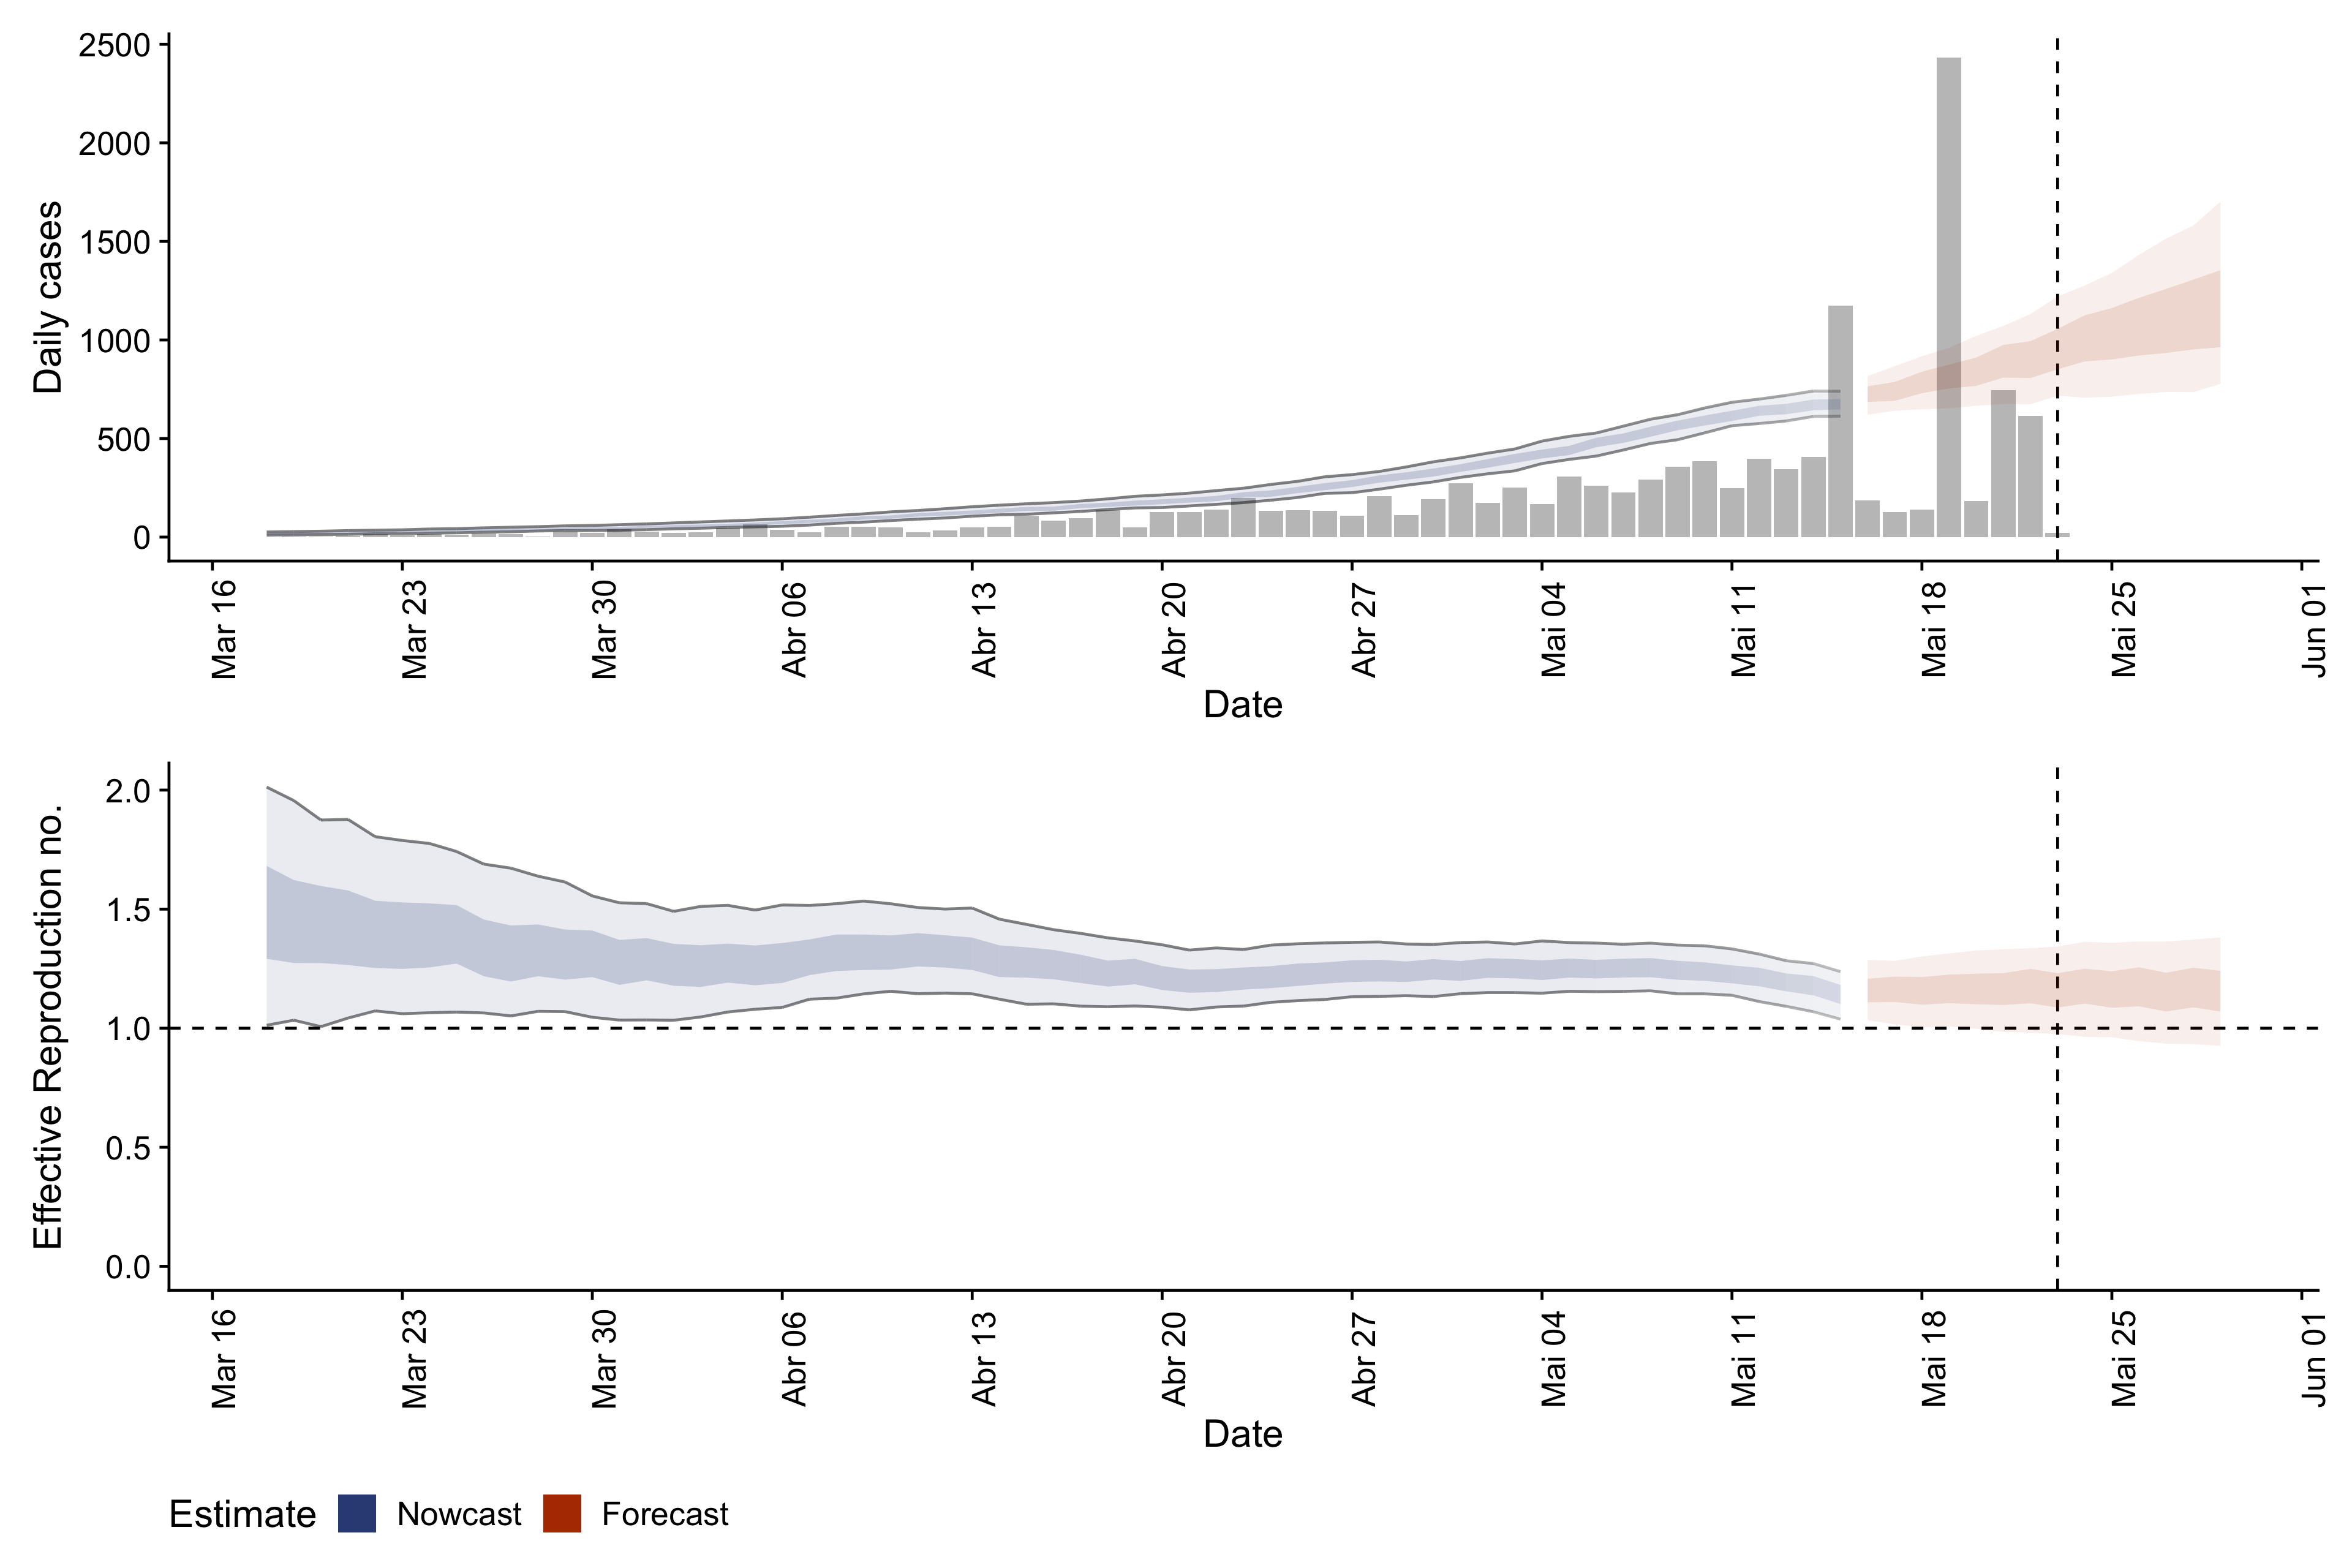 2500
2000
1500
1000
500
0
Daily cases
Mar 16
Mar 23
Mar 30
Abr 06
Abr 13
Abr 20
Abr 27
Mai 04
Mai 11
Mai 18
Mai 25
Jun 01
Date
2.0
1.5
1.0
0.5
0.0
Effective Reproduction no.
Mar 16
Mar 23
Mar 30
Abr 06
Abr 13
Abr 20
Abr 27
Mai 04
Mai 11
Mai 18
Mai 25
Jun 01
Date
Estimate Nowcast Forecast